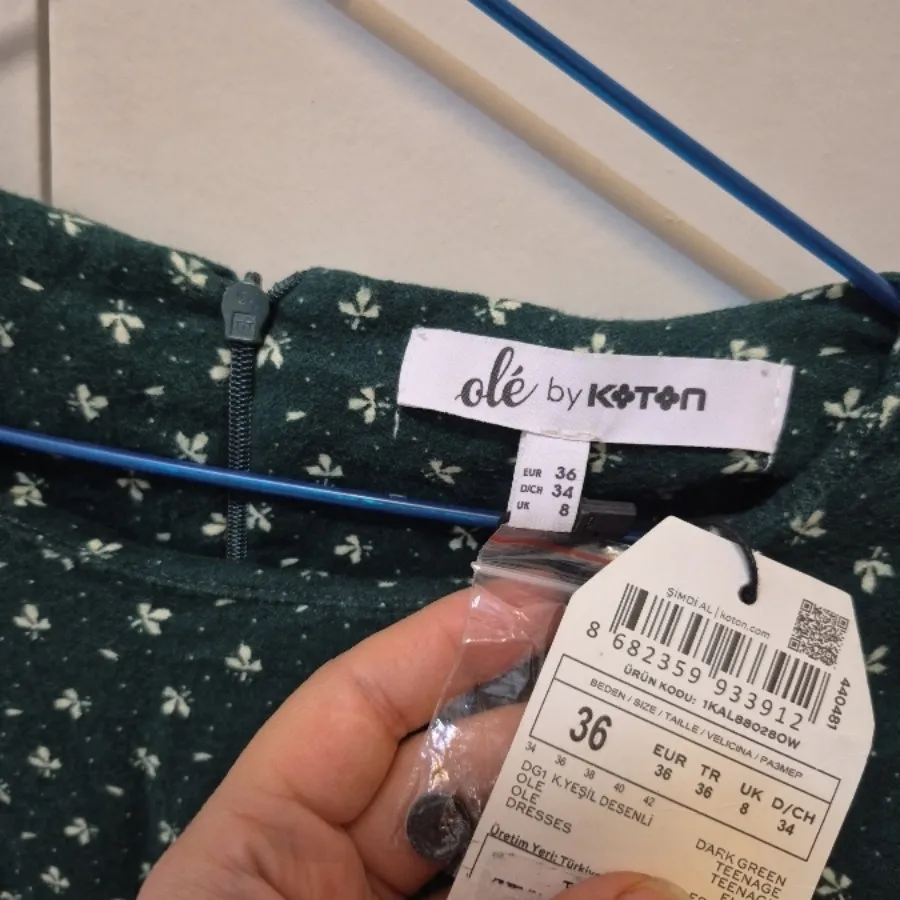 olé by KOTON
EUR 36
D/CH 34
UK 8
ŞİMDİ AL | koton.com
8 682359 933912
440481
ÜRÜN KODU: 1KAL88028OW
BEDEN / SIZE / TAILLE / VELICINA / PA3MEP
36
EUR TR UK D/CH
36 36 8 34
34 36 38 40 42
DG1 K.YEŞİL DESENLİ
OLE
OLE
DRESSES
DARK GREEN
TEENAGE
TEENAGE
Üretim Yeri: Türkiye